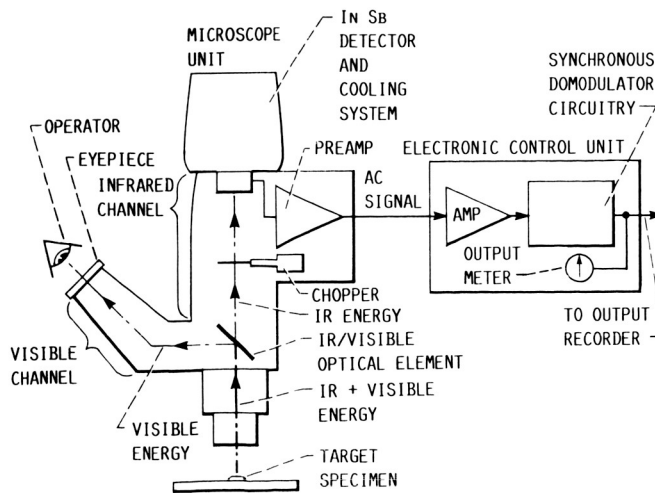 IN SB
DETECTOR
AND
COOLING
SYSTEM
MICROSCOPE
UNIT
SYNCHRONOUS
DOMODULATOR
CIRCUITRY
OPERATOR
EYEPIECE
INFRARED
CHANNEL
PREAMP
ELECTRONIC CONTROL UNIT
AC
SIGNAL
AMP
OUTPUT
METER
CHOPPER
IR ENERGY
IR/VISIBLE
OPTICAL ELEMENT
TO OUTPUT
RECORDER
VISIBLE
CHANNEL
IR + VISIBLE
ENERGY
VISIBLE
ENERGY
TARGET
SPECIMEN